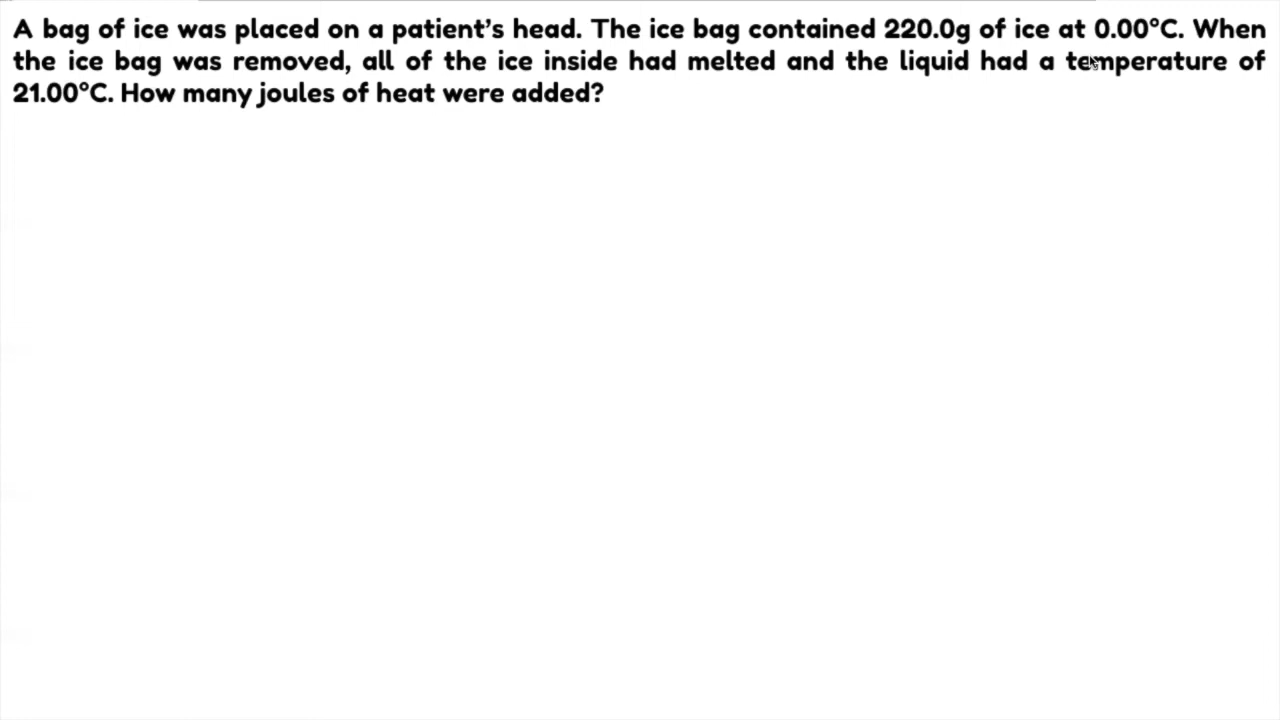 A bag of ice was placed on a patient’s head. The ice bag contained 220.0g of ice at 0.00°C. When
the ice bag was removed, all of the ice inside had melted and the liquid had a temperature of
21.00°C. How many joules of heat were added?